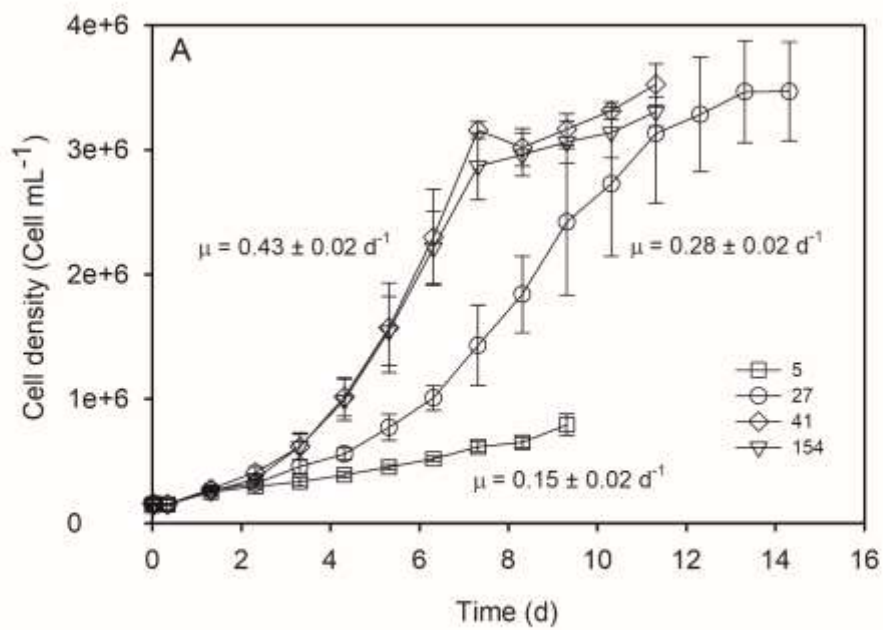 A
4e+6
3e+6
2e+6
1e+6
0
Cell density (Cell mL⁻¹)
μ = 0.43 ± 0.02 d⁻¹
μ = 0.28 ± 0.02 d⁻¹
μ = 0.15 ± 0.02 d⁻¹
5
27
41
154
0 2 4 6 8 10 12 14 16
Time (d)